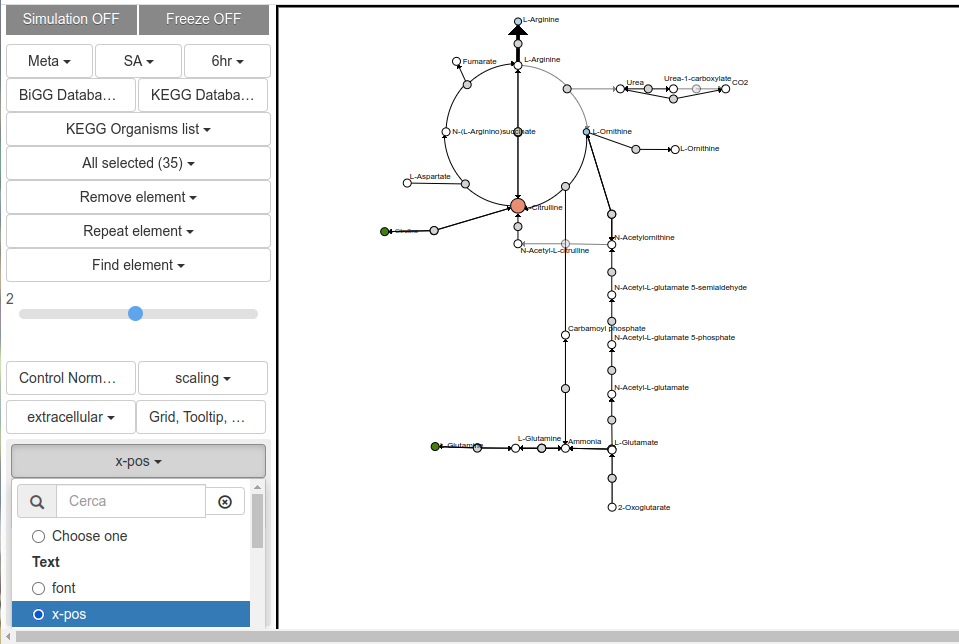 Simulation OFF
Freeze OFF
Meta
SA
6hr
BiGG Databa...
KEGG Databa...
KEGG Organisms list
All selected (35)
Remove element
Repeat element
Find element
2
Control Norm...
scaling
extracellular
Grid, Tooltip, ...
x-pos
Cerca
Choose one
Text
font
x-pos
L-Arginine
L-Arginine
Fumarate
Urea
Urea-1-carboxylate
CO2
N-(L-Arginino)succinate
L-Ornithine
L-Ornithine
L-Aspartate
L-Citrulline
Citrulline
N-Acetylornithine
N-Acetyl-L-citrulline
N-Acetyl-L-glutamate 5-semialdehyde
Carbamoyl phosphate
N-Acetyl-L-glutamate 5-phosphate
N-Acetyl-L-glutamate
L-Glutamine
Glutamine
Ammonia
L-Glutamate
2-Oxoglutarate